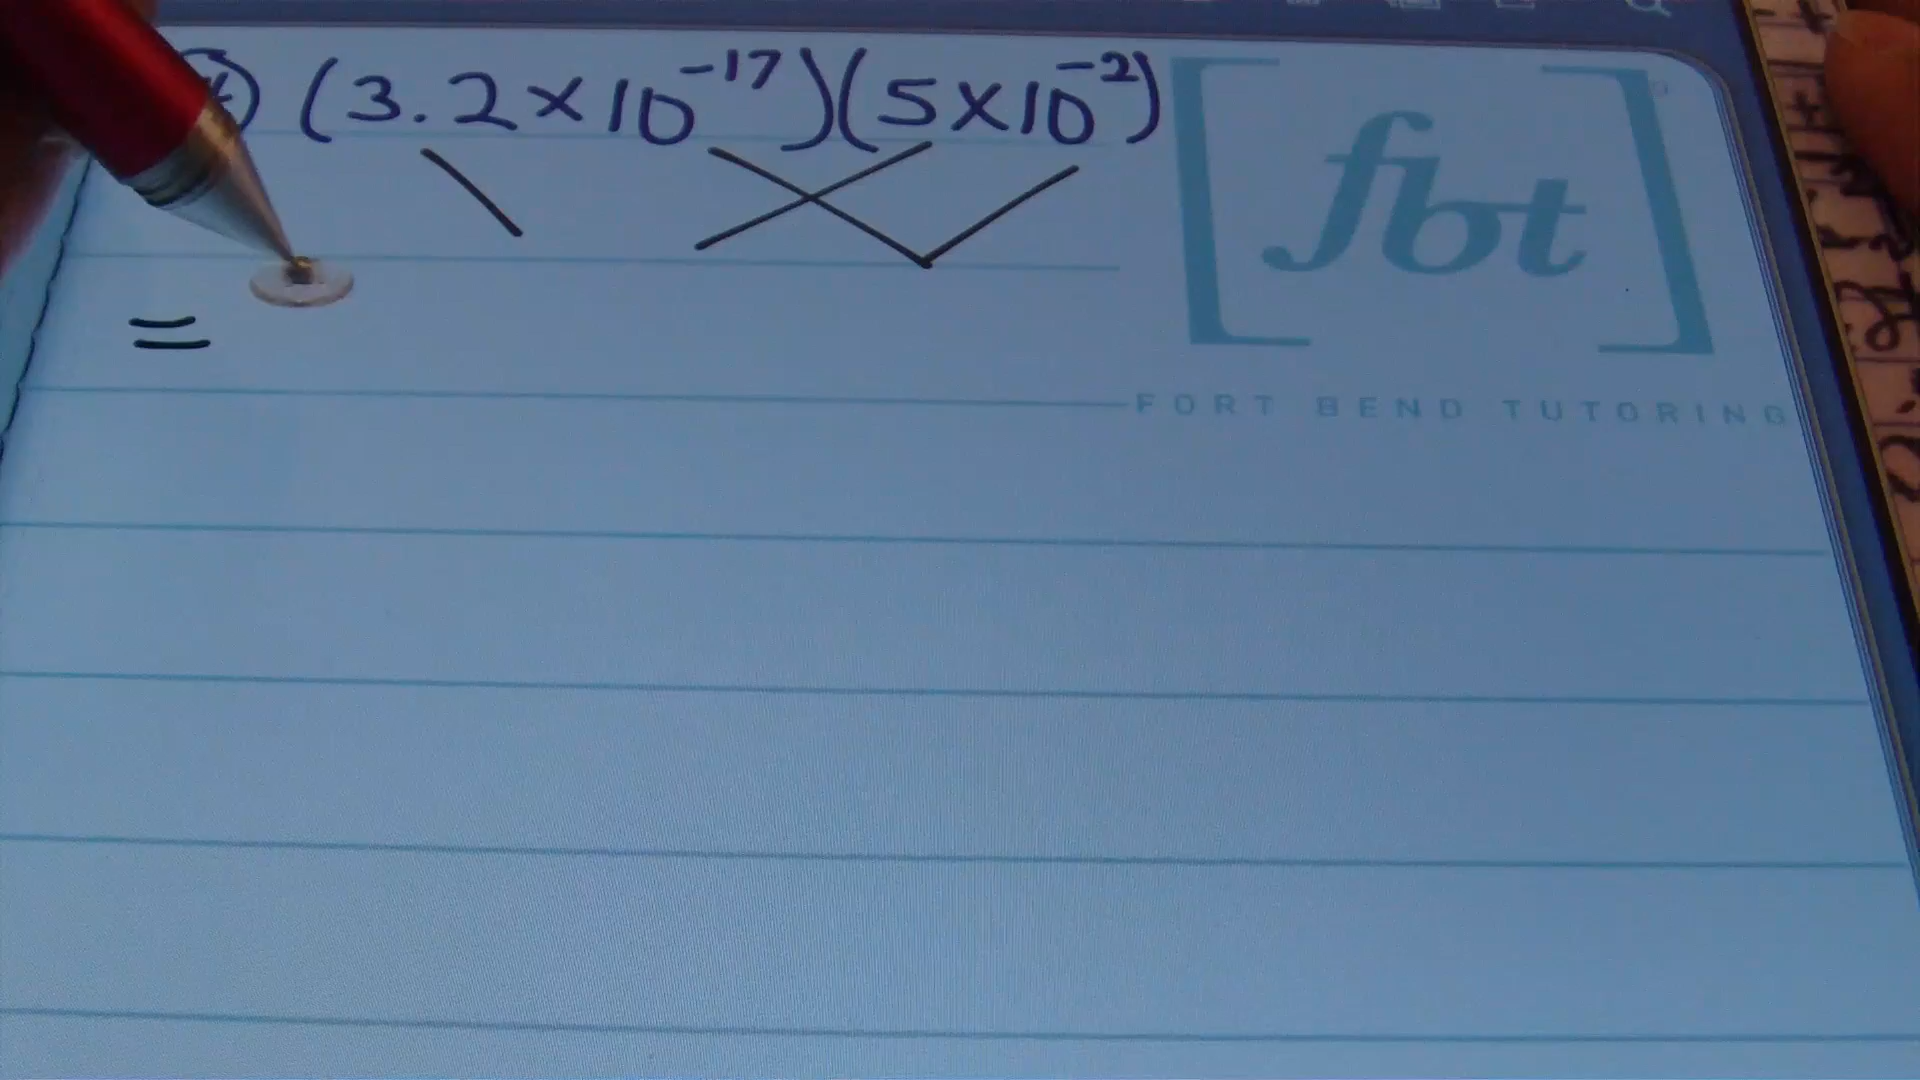 (3.2×10⁻¹⁷)(5×10⁻²)
[fbt]
=
FORT BEND TUTORING